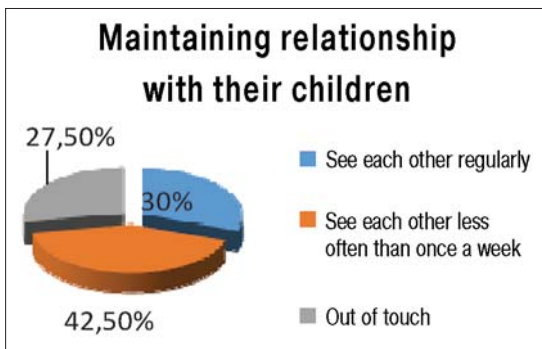 Maintaining relationship
with their children
27,50%
30%
42,50%
See each other regularly
See each other less
often than once a week
Out of touch